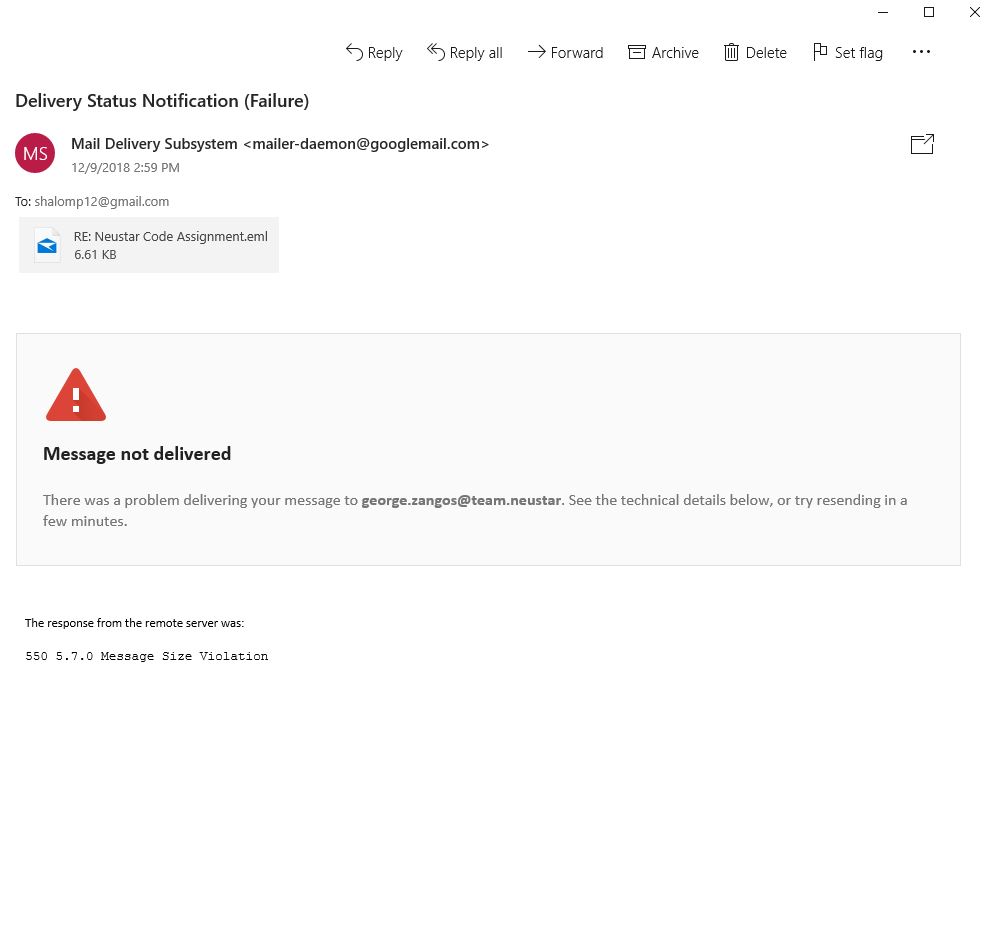 Reply
Reply all
Forward
Archive
Delete
Set flag
Delivery Status Notification (Failure)
MS
Mail Delivery Subsystem <mailer-daemon@googlemail.com>
12/9/2018 2:59 PM
To: shalomp12@gmail.com
RE: Neustar Code Assignment.eml
6.61 KB
Message not delivered
There was a problem delivering your message to george.zangos@team.neustar. See the technical details below, or try resending in a
few minutes.
The response from the remote server was:
550 5.7.0 Message Size Violation